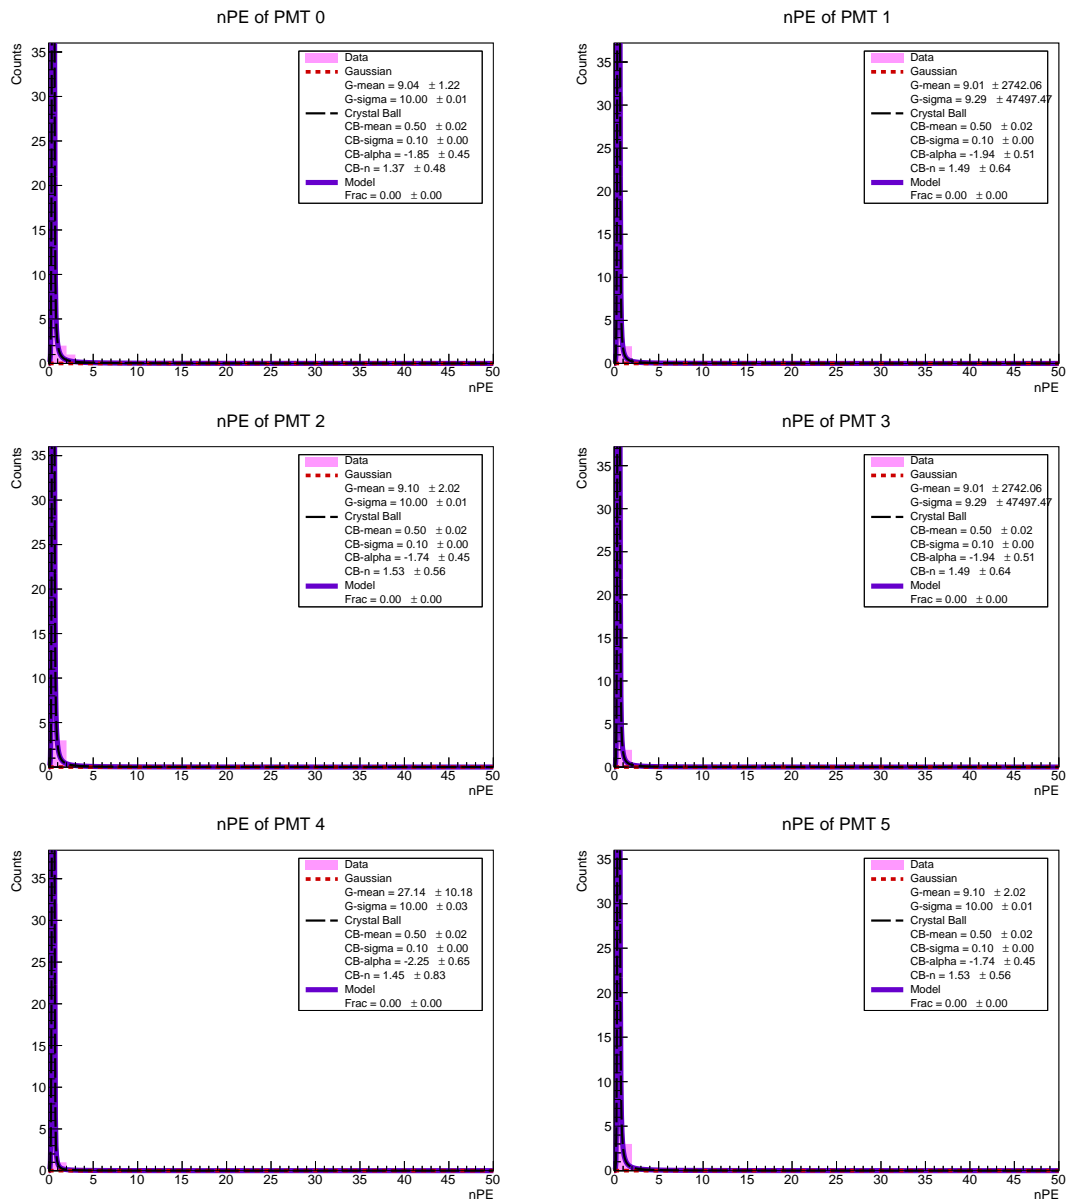 nPE of PMT 0
Counts
35
30
25
20
15
10
5
0
0 5 10 15 20 25 30 35 40 45 50
nPE
Data
Gaussian
G-mean = 9.04 ± 1.22
G-sigma = 10.00 ± 0.01
Crystal Ball
CB-mean = 0.50 ± 0.02
CB-sigma = 0.10 ± 0.00
CB-alpha = -1.85 ± 0.45
CB-n = 1.37 ± 0.48
Model
Frac = 0.00 ± 0.00
nPE of PMT 1
Counts
35
30
25
20
15
10
5
0
0 5 10 15 20 25 30 35 40 45 50
nPE
Data
Gaussian
G-mean = 9.01 ± 2742.06
G-sigma = 9.29 ± 47497.47
Crystal Ball
CB-mean = 0.50 ± 0.02
CB-sigma = 0.10 ± 0.00
CB-alpha = -1.94 ± 0.51
CB-n = 1.49 ± 0.64
Model
Frac = 0.00 ± 0.00
nPE of PMT 2
Counts
35
30
25
20
15
10
5
0
0 5 10 15 20 25 30 35 40 45 50
nPE
Data
Gaussian
G-mean = 9.10 ± 2.02
G-sigma = 10.00 ± 0.01
Crystal Ball
CB-mean = 0.50 ± 0.02
CB-sigma = 0.10 ± 0.00
CB-alpha = -1.74 ± 0.45
CB-n = 1.53 ± 0.56
Model
Frac = 0.00 ± 0.00
nPE of PMT 3
Counts
35
30
25
20
15
10
5
0
0 5 10 15 20 25 30 35 40 45 50
nPE
Data
Gaussian
G-mean = 9.01 ± 2742.06
G-sigma = 9.29 ± 47497.47
Crystal Ball
CB-mean = 0.50 ± 0.02
CB-sigma = 0.10 ± 0.00
CB-alpha = -1.94 ± 0.51
CB-n = 1.49 ± 0.64
Model
Frac = 0.00 ± 0.00
nPE of PMT 4
Counts
35
30
25
20
15
10
5
0
0 5 10 15 20 25 30 35 40 45 50
nPE
Data
Gaussian
G-mean = 27.14 ± 10.18
G-sigma = 10.00 ± 0.03
Crystal Ball
CB-mean = 0.50 ± 0.02
CB-sigma = 0.10 ± 0.00
CB-alpha = -2.25 ± 0.65
CB-n = 1.45 ± 0.83
Model
Frac = 0.00 ± 0.00
nPE of PMT 5
Counts
35
30
25
20
15
10
5
0
0 5 10 15 20 25 30 35 40 45 50
nPE
Data
Gaussian
G-mean = 9.10 ± 2.02
G-sigma = 10.00 ± 0.01
Crystal Ball
CB-mean = 0.50 ± 0.02
CB-sigma = 0.10 ± 0.00
CB-alpha = -1.74 ± 0.45
CB-n = 1.53 ± 0.56
Model
Frac = 0.00 ± 0.00